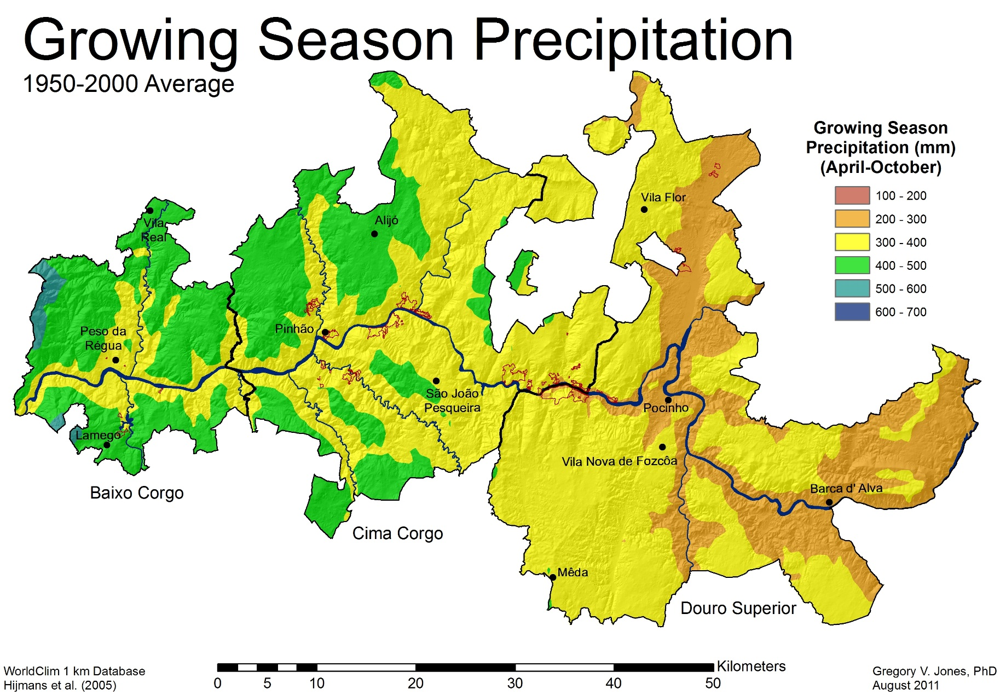 Growing Season Precipitation
1950-2000 Average
Growing Season
Precipitation (mm)
(April-October)
100 - 200
200 - 300
300 - 400
400 - 500
500 - 600
600 - 700
Vila Flor
Vila
Real
Alijó
Peso da
Régua
Pinhão
São João
Pesqueira
Pocinho
Lamego
Vila Nova de Fozcôa
Barca d' Alva
Baixo Corgo
Cima Corgo
Mêda
Douro Superior
WorldClim 1 km Database
Hijmans et al. (2005)
Kilometers
0 5 10 20 30 40 50
Gregory V. Jones, PhD
August 2011